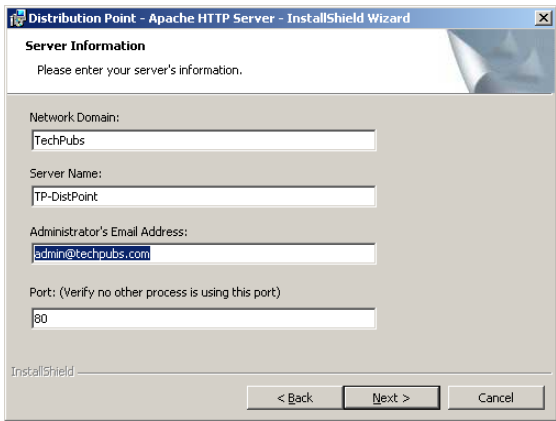 Distribution Point - Apache HTTP Server - InstallShield Wizard
Server Information
Please enter your server's information.
Network Domain:
TechPubs
Server Name:
TP-DistPoint
Administrator's Email Address:
admin@techpubs.com
Port: (Verify no other process is using this port)
80
InstallShield
< Back Next > Cancel